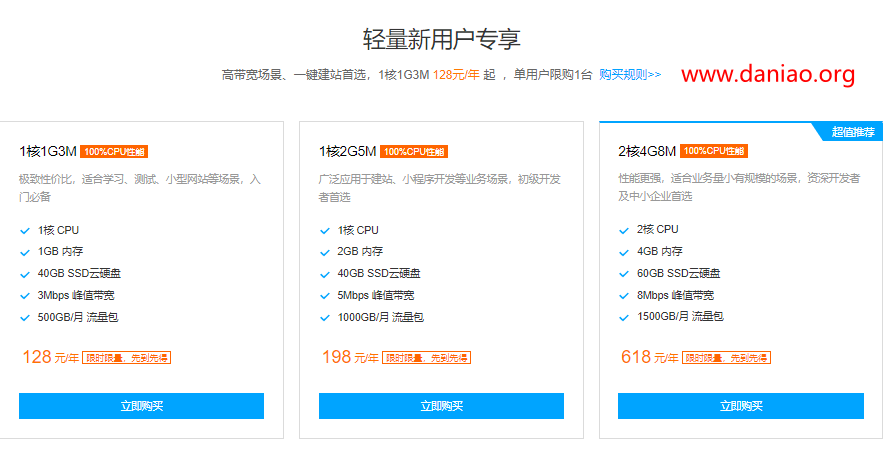 轻量新用户专享
高带宽场景、一键建站首选，1核1G3M 128元/年 起 ，单用户限购1台 购买规则>>
www.daniao.org
1核1G3M 100%CPU性能
极致性价比，适合学习、测试、小型网站等场景，入
门必备
1核 CPU
1GB 内存
40GB SSD云硬盘
3Mbps 峰值带宽
500GB/月 流量包
128 元/年 限时限量，先到先得
立即购买
1核2G5M 100%CPU性能
广泛应用于建站、小程序开发等业务场景，初级开发
者首选
1核 CPU
2GB 内存
40GB SSD云硬盘
5Mbps 峰值带宽
1000GB/月 流量包
198 元/年 限时限量，先到先得
立即购买
超值推荐
2核4G8M 100%CPU性能
性能更强，适合业务量小有规模的场景，资深开发者
及中小企业首选
2核 CPU
4GB 内存
60GB SSD云硬盘
8Mbps 峰值带宽
1500GB/月 流量包
618 元/年 限时限量，先到先得
立即购买